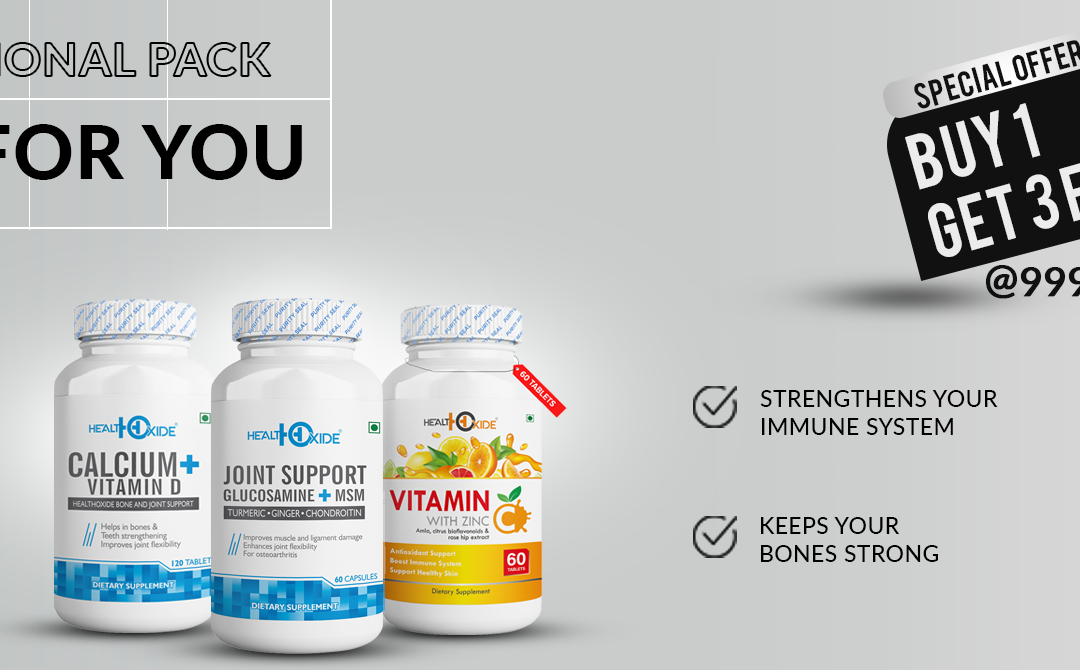 IONAL PACK
FOR YOU
SPECIAL OFFER
BUY 1
GET 3
@999
HEALTHOXIDE
CALCIUM+
VITAMIN D
HEALTHOXIDE BONE AND JOINT SUPPORT
Helps in bones &
Teeth strengthening
Improves joint flexibility
120 TABLET
DIETARY SUPPLEMENT
HEALTHOXIDE
JOINT SUPPORT
GLUCOSAMINE + MSM
TURMERIC • GINGER • CHONDROITIN
Improves muscle and ligament damage
Enhances joint flexibility
For osteoarthritis
60 CAPSULES
DIETARY SUPPLEMENT
60 TABLETS
HEALTHOXIDE
VITAMIN C
WITH ZINC
Amla, citrus bioflavonoids &
rose hip extract
Antioxidant Support
Boost Immune System
Support Healthy Skin
60
TABLETS
Dietary Supplement
STRENGTHENS YOUR
IMMUNE SYSTEM
KEEPS YOUR
BONES STRONG